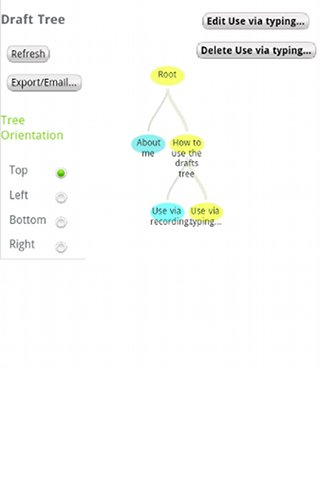 Draft Tree
Edit Use via typing...
Refresh
Delete Use via typing...
Export/Email...
Root
Tree
Orientation
About
me
How to
use the
drafts
tree
Top
Left
Bottom
Right
Use via
recording
Use via
typing...